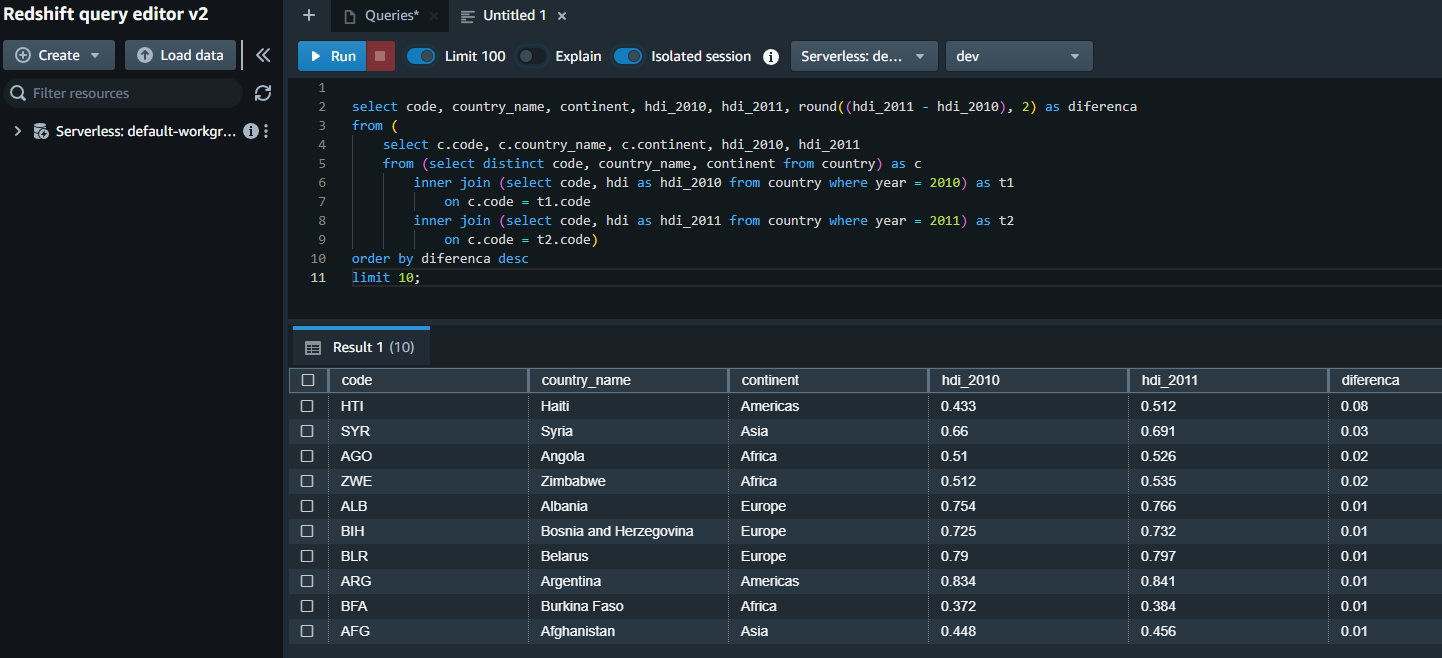 Redshift query editor v2
Queries*
Untitled 1
Create
Load data
Run
Limit 100
Explain
Isolated session
Serverless: de...
dev
Filter resources
Serverless: default-workgr...
1
2 select code, country_name, continent, hdi_2010, hdi_2011, round((hdi_2011 - hdi_2010), 2) as diferenca
3 from (
4 select c.code, c.country_name, c.continent, hdi_2010, hdi_2011
5 from (select distinct code, country_name, continent from country) as c
6 inner join (select code, hdi as hdi_2010 from country where year = 2010) as t1
7 on c.code = t1.code
8 inner join (select code, hdi as hdi_2011 from country where year = 2011) as t2
9 on c.code = t2.code)
10 order by diferenca desc
11 limit 10;
Result 1 (10)
code country_name continent hdi_2010 hdi_2011 diferenca
HTI Haiti Americas 0.433 0.512 0.08
SYR Syria Asia 0.66 0.691 0.03
AGO Angola Africa 0.51 0.526 0.02
ZWE Zimbabwe Africa 0.512 0.535 0.02
ALB Albania Europe 0.754 0.766 0.01
BIH Bosnia and Herzegovina Europe 0.725 0.732 0.01
BLR Belarus Europe 0.79 0.797 0.01
ARG Argentina Americas 0.834 0.841 0.01
BFA Burkina Faso Africa 0.372 0.384 0.01
AFG Afghanistan Asia 0.448 0.456 0.01